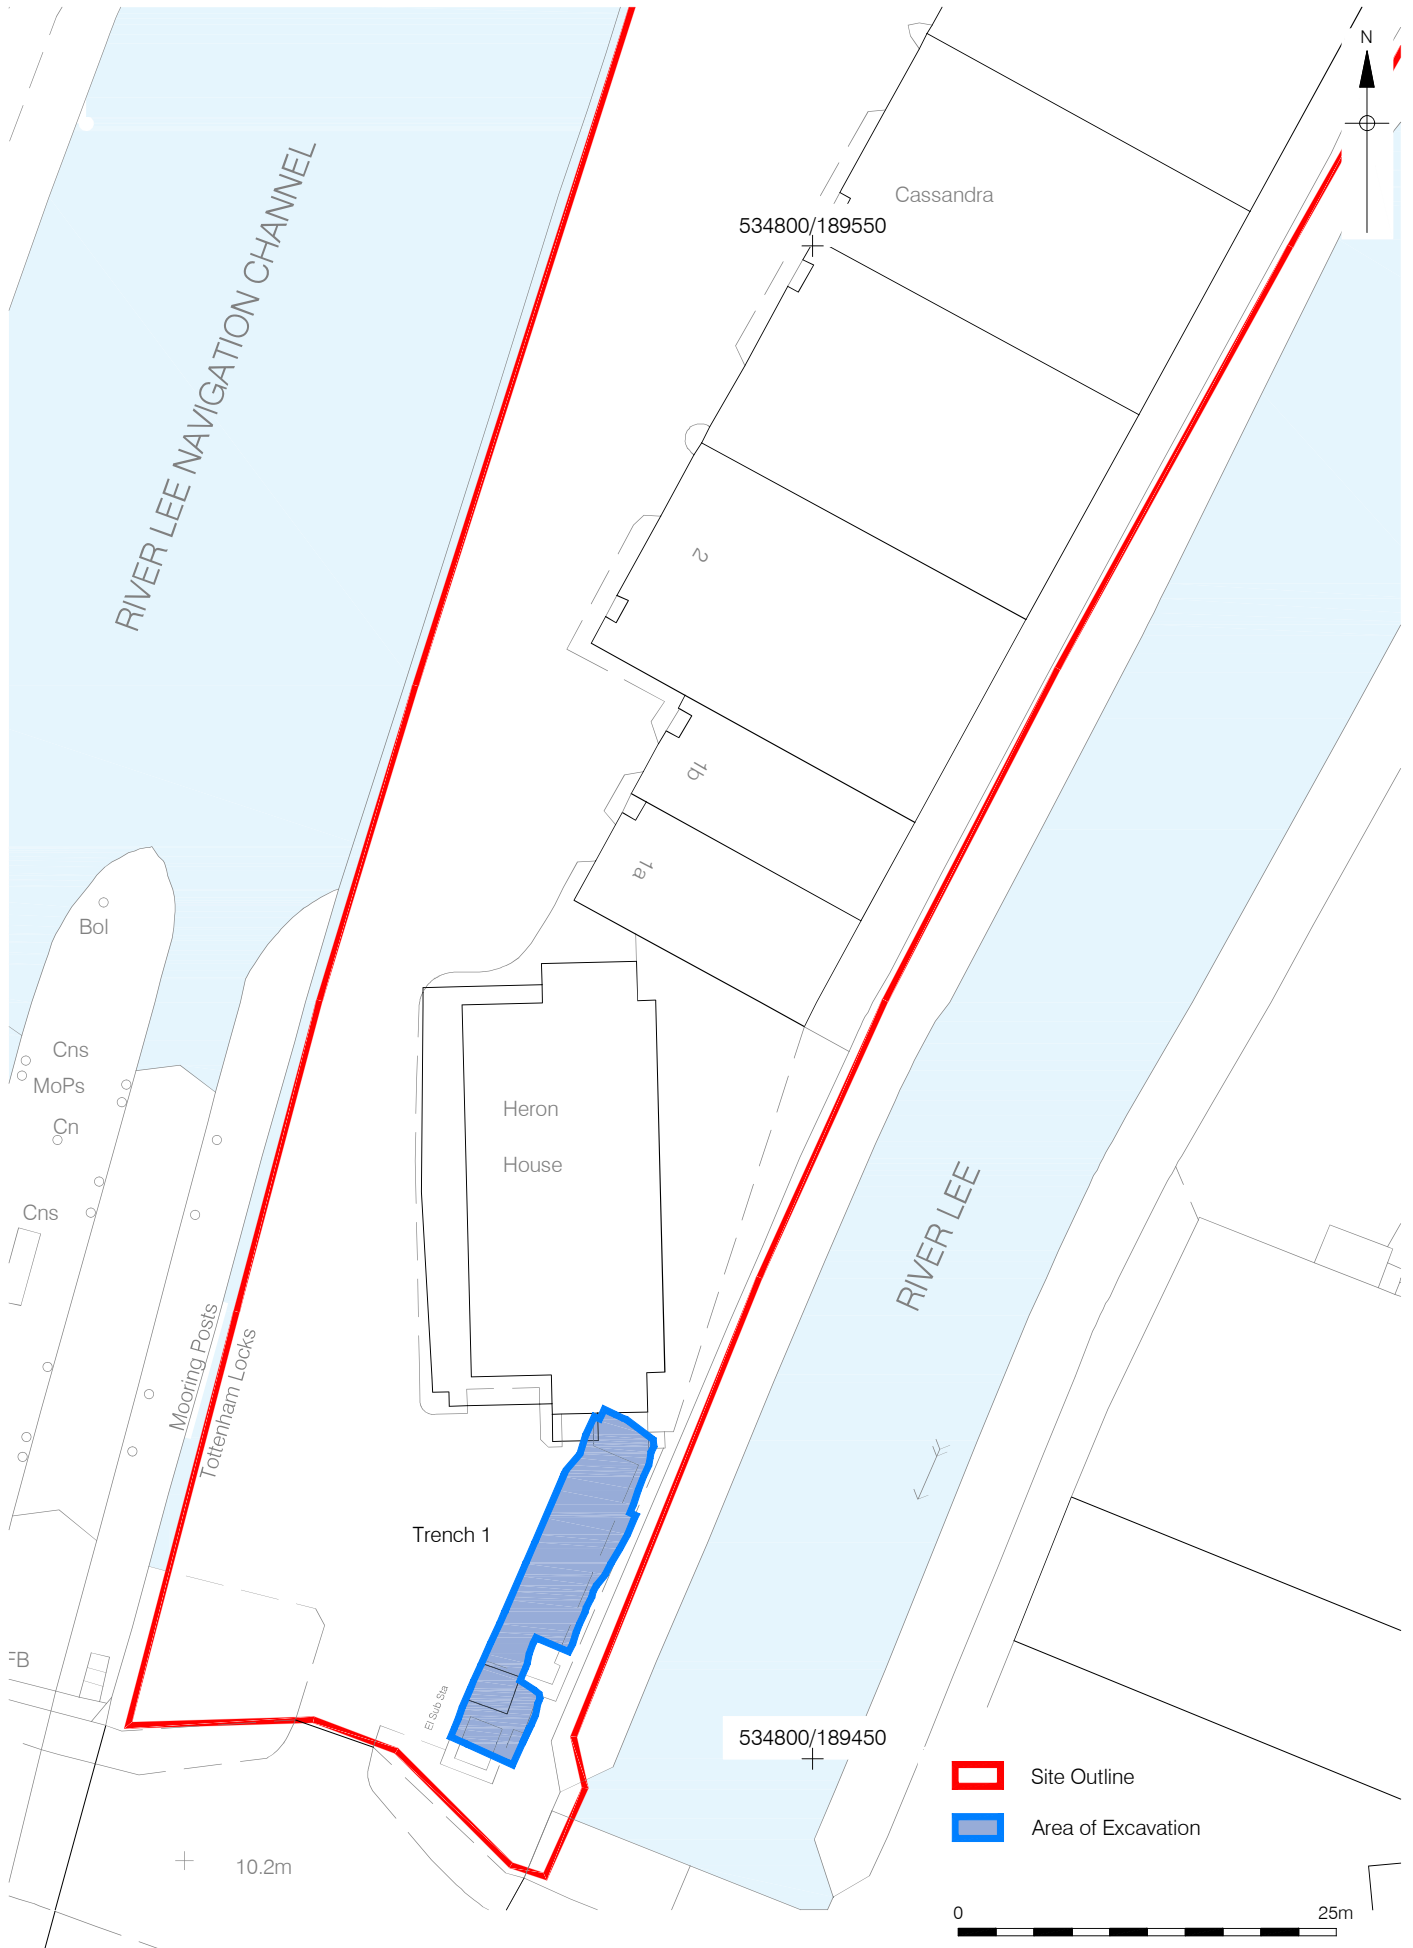 N
RIVER LEE NAVIGATION CHANNEL
Cassandra
534800/189550
2
1b
1a
Bol
Cns
MoPs
Cn
Cns
Heron
House
RIVER LEE
Mooring Posts
Tottenham Locks
Trench 1
FB
El Sub Sta
534800/189450
Site Outline
Area of Excavation
10.2m
0 25m